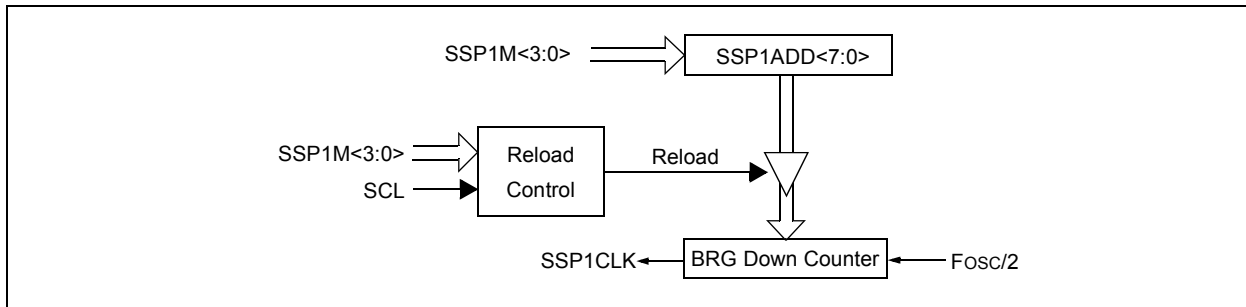 SSP1M<3:0>
SSP1ADD<7:0>
SSP1M<3:0>
SCL
Reload
Control
Reload
SSP1CLK
BRG Down Counter
FOSC/2